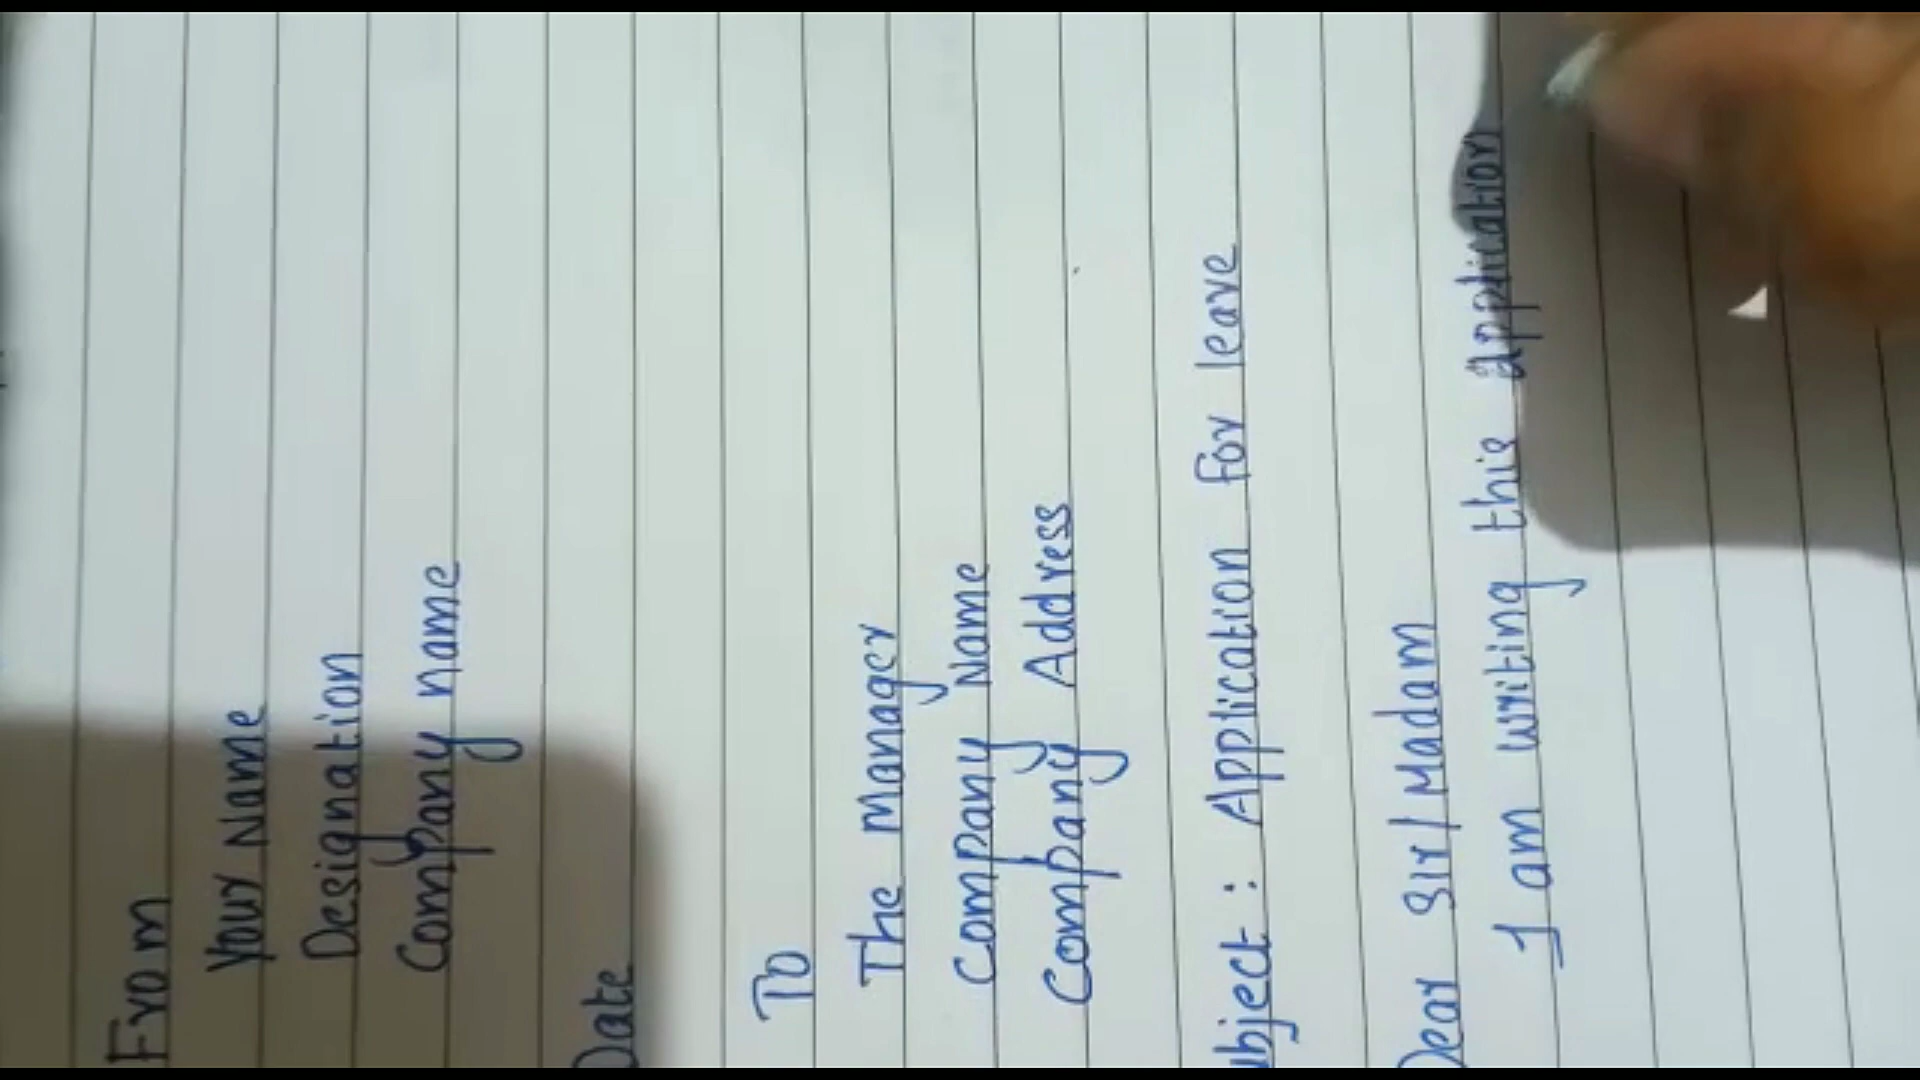 From
Your Name
Designation
Company name
Date
To
The Manager
Company Name
Company Address
ubject : Application for leave
Dear Sir/Madam
I am writing this application